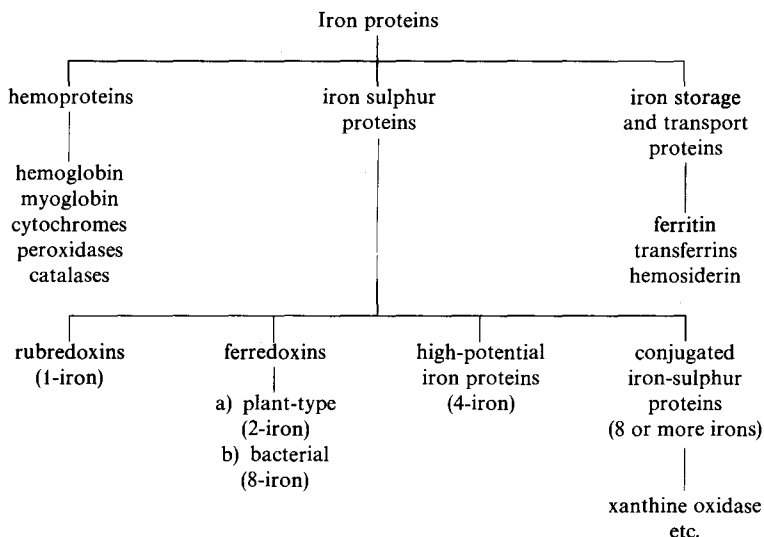 Iron proteins
hemoproteins
iron sulphur
proteins
iron storage
and transport
proteins
hemoglobin
myoglobin
cytochromes
peroxidases
catalases
ferritin
transferrins
hemosiderin
rubredoxins
(1-iron)
ferredoxins
a) plant-type
(2-iron)
b) bacterial
(8-iron)
high-potential
iron proteins
(4-iron)
conjugated
iron-sulphur
proteins
(8 or more irons)
xanthine oxidase
etc.